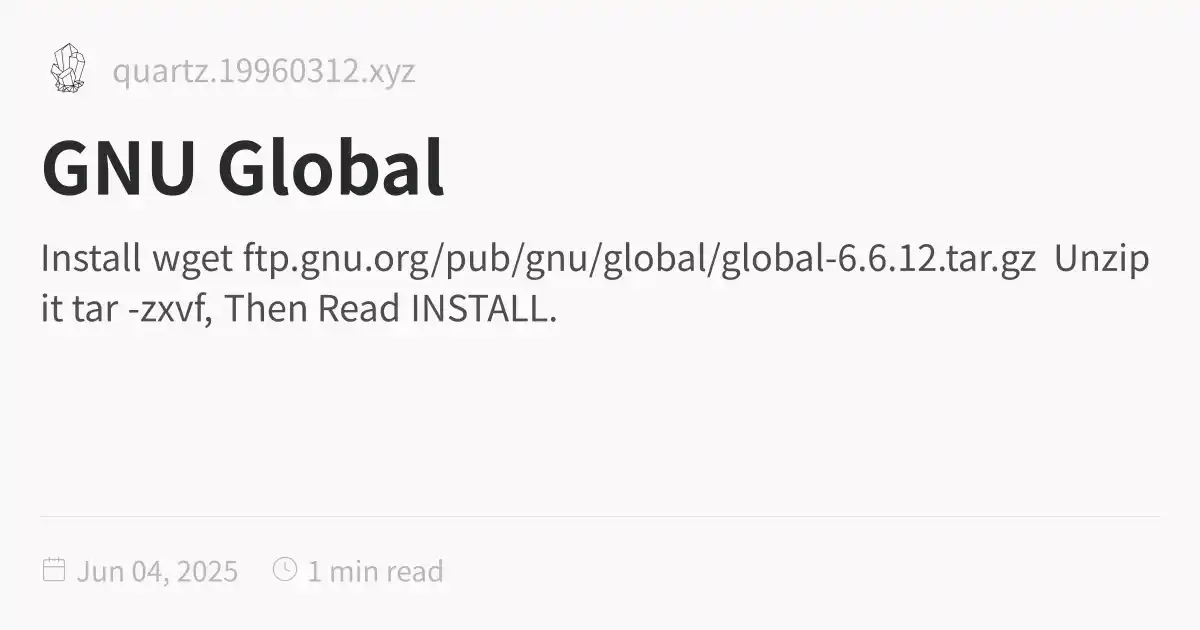 quartz.19960312.xyz
GNU Global
Install wget ftp.gnu.org/pub/gnu/global/global-6.6.12.tar.gz  Unzip
it tar -zxvf, Then Read INSTALL.
Jun 04, 2025 1 min read